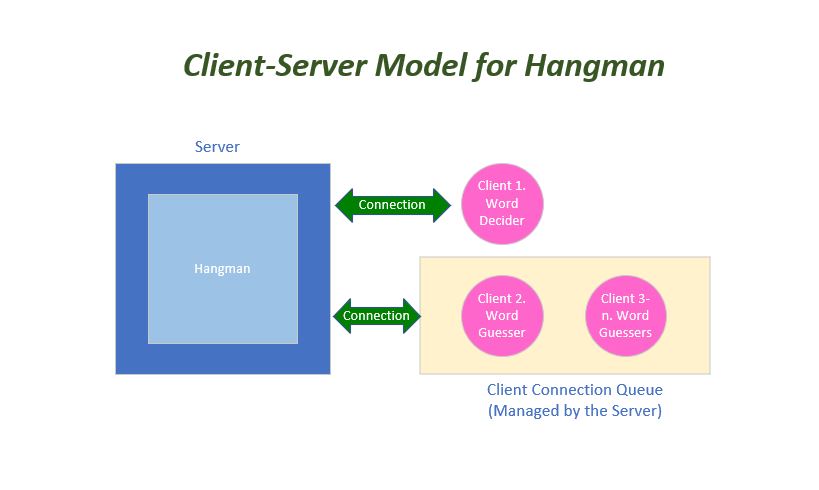 Client-Server Model for Hangman
Server
Hangman
Connection
Client 1.
Word
Decider
Connection
Client 2.
Word
Guesser
Client 3-
n. Word
Guessers
Client Connection Queue
(Managed by the Server)